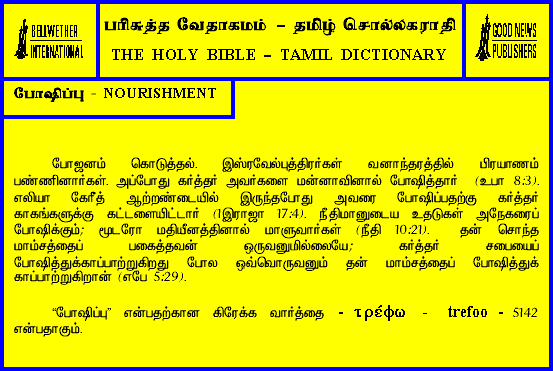 BELLWETHER
INTERNATIONAL
பரிசுத்த வேதாகமம் – தமிழ் சொல்லகராதி
THE HOLY BIBLE – TAMIL DICTIONARY
GOOD NEWS
PUBLISHERS
போஷிப்பு - NOURISHMENT
போஜனம் கொடுத்தல். இஸ்ரவேல்புத்திரர்கள் வனாந்தரத்தில் பிரயாணம்
பண்ணினார்கள். அப்போது கர்த்தர் அவர்களை மன்னாவினால் போஷித்தார் (உபா 8:3).
எலியா கேரீத் ஆற்றண்டையில் இருந்தபோது அவரை போஷிப்பதற்கு கர்த்தர்
காகங்களுக்கு கட்டளையிட்டார் (1இராஜா 17:4). நீதிமானுடைய உதடுகள் அநேகரைப்
போஷிக்கும்; மூடரோ மதியீனத்தினால் மாளுவார்கள் (நீதி 10:21). தன் சொந்த
மாம்சத்தைப் பகைத்தவன் ஒருவனுமில்லையே; கர்த்தர் சபையைப்
போஷித்துக்காப்பாற்றுகிறது போல ஒவ்வொருவனும் தன் மாம்சத்தைப் போஷித்துக்
காப்பாற்றுகிறான் (எபே 5:29).
“போஷிப்பு” என்பதற்கான கிரேக்க வார்த்தை - τρέφω - trefoo - 5142
என்பதாகும்.